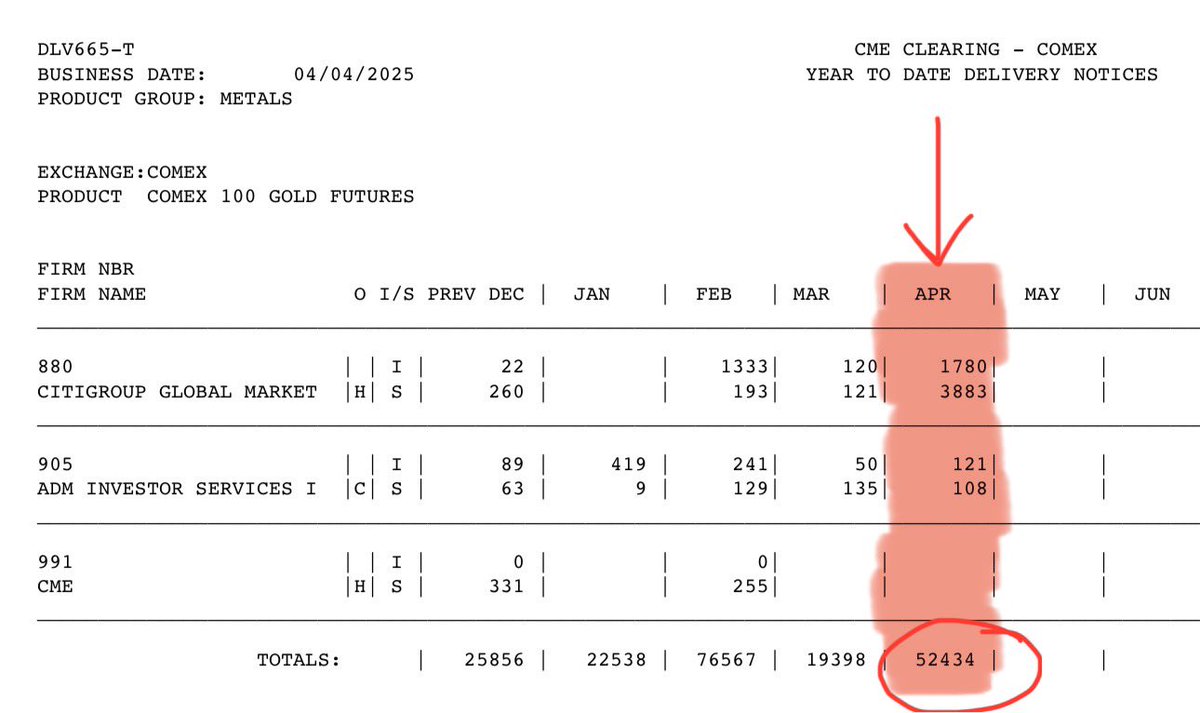 DLV665-T CME CLEARING - COMEX
BUSINESS DATE: 04/04/2025 YEAR TO DATE DELIVERY NOTICES
PRODUCT GROUP: METALS
EXCHANGE:COMEX
PRODUCT COMEX 100 GOLD FUTURES
FIRM NBR
FIRM NAME O I/S PREV DEC | JAN | FEB | MAR | APR | MAY | JUN
880 | | I | 22 | | 1333| 120| 1780| |
CITIGROUP GLOBAL MARKET |H| S | 260 | | 193| 121| 3883| |
905 | | I | 89 | 419 | 241| 50| 121| |
ADM INVESTOR SERVICES I |C| S | 63 | 9 | 129| 135| 108| |
991 | | I | 0 | | 0| | | |
CME |H| S | 331 | | 255| | | |
TOTALS: | 25856 | 22538 | 76567 | 19398 | 52434 | |